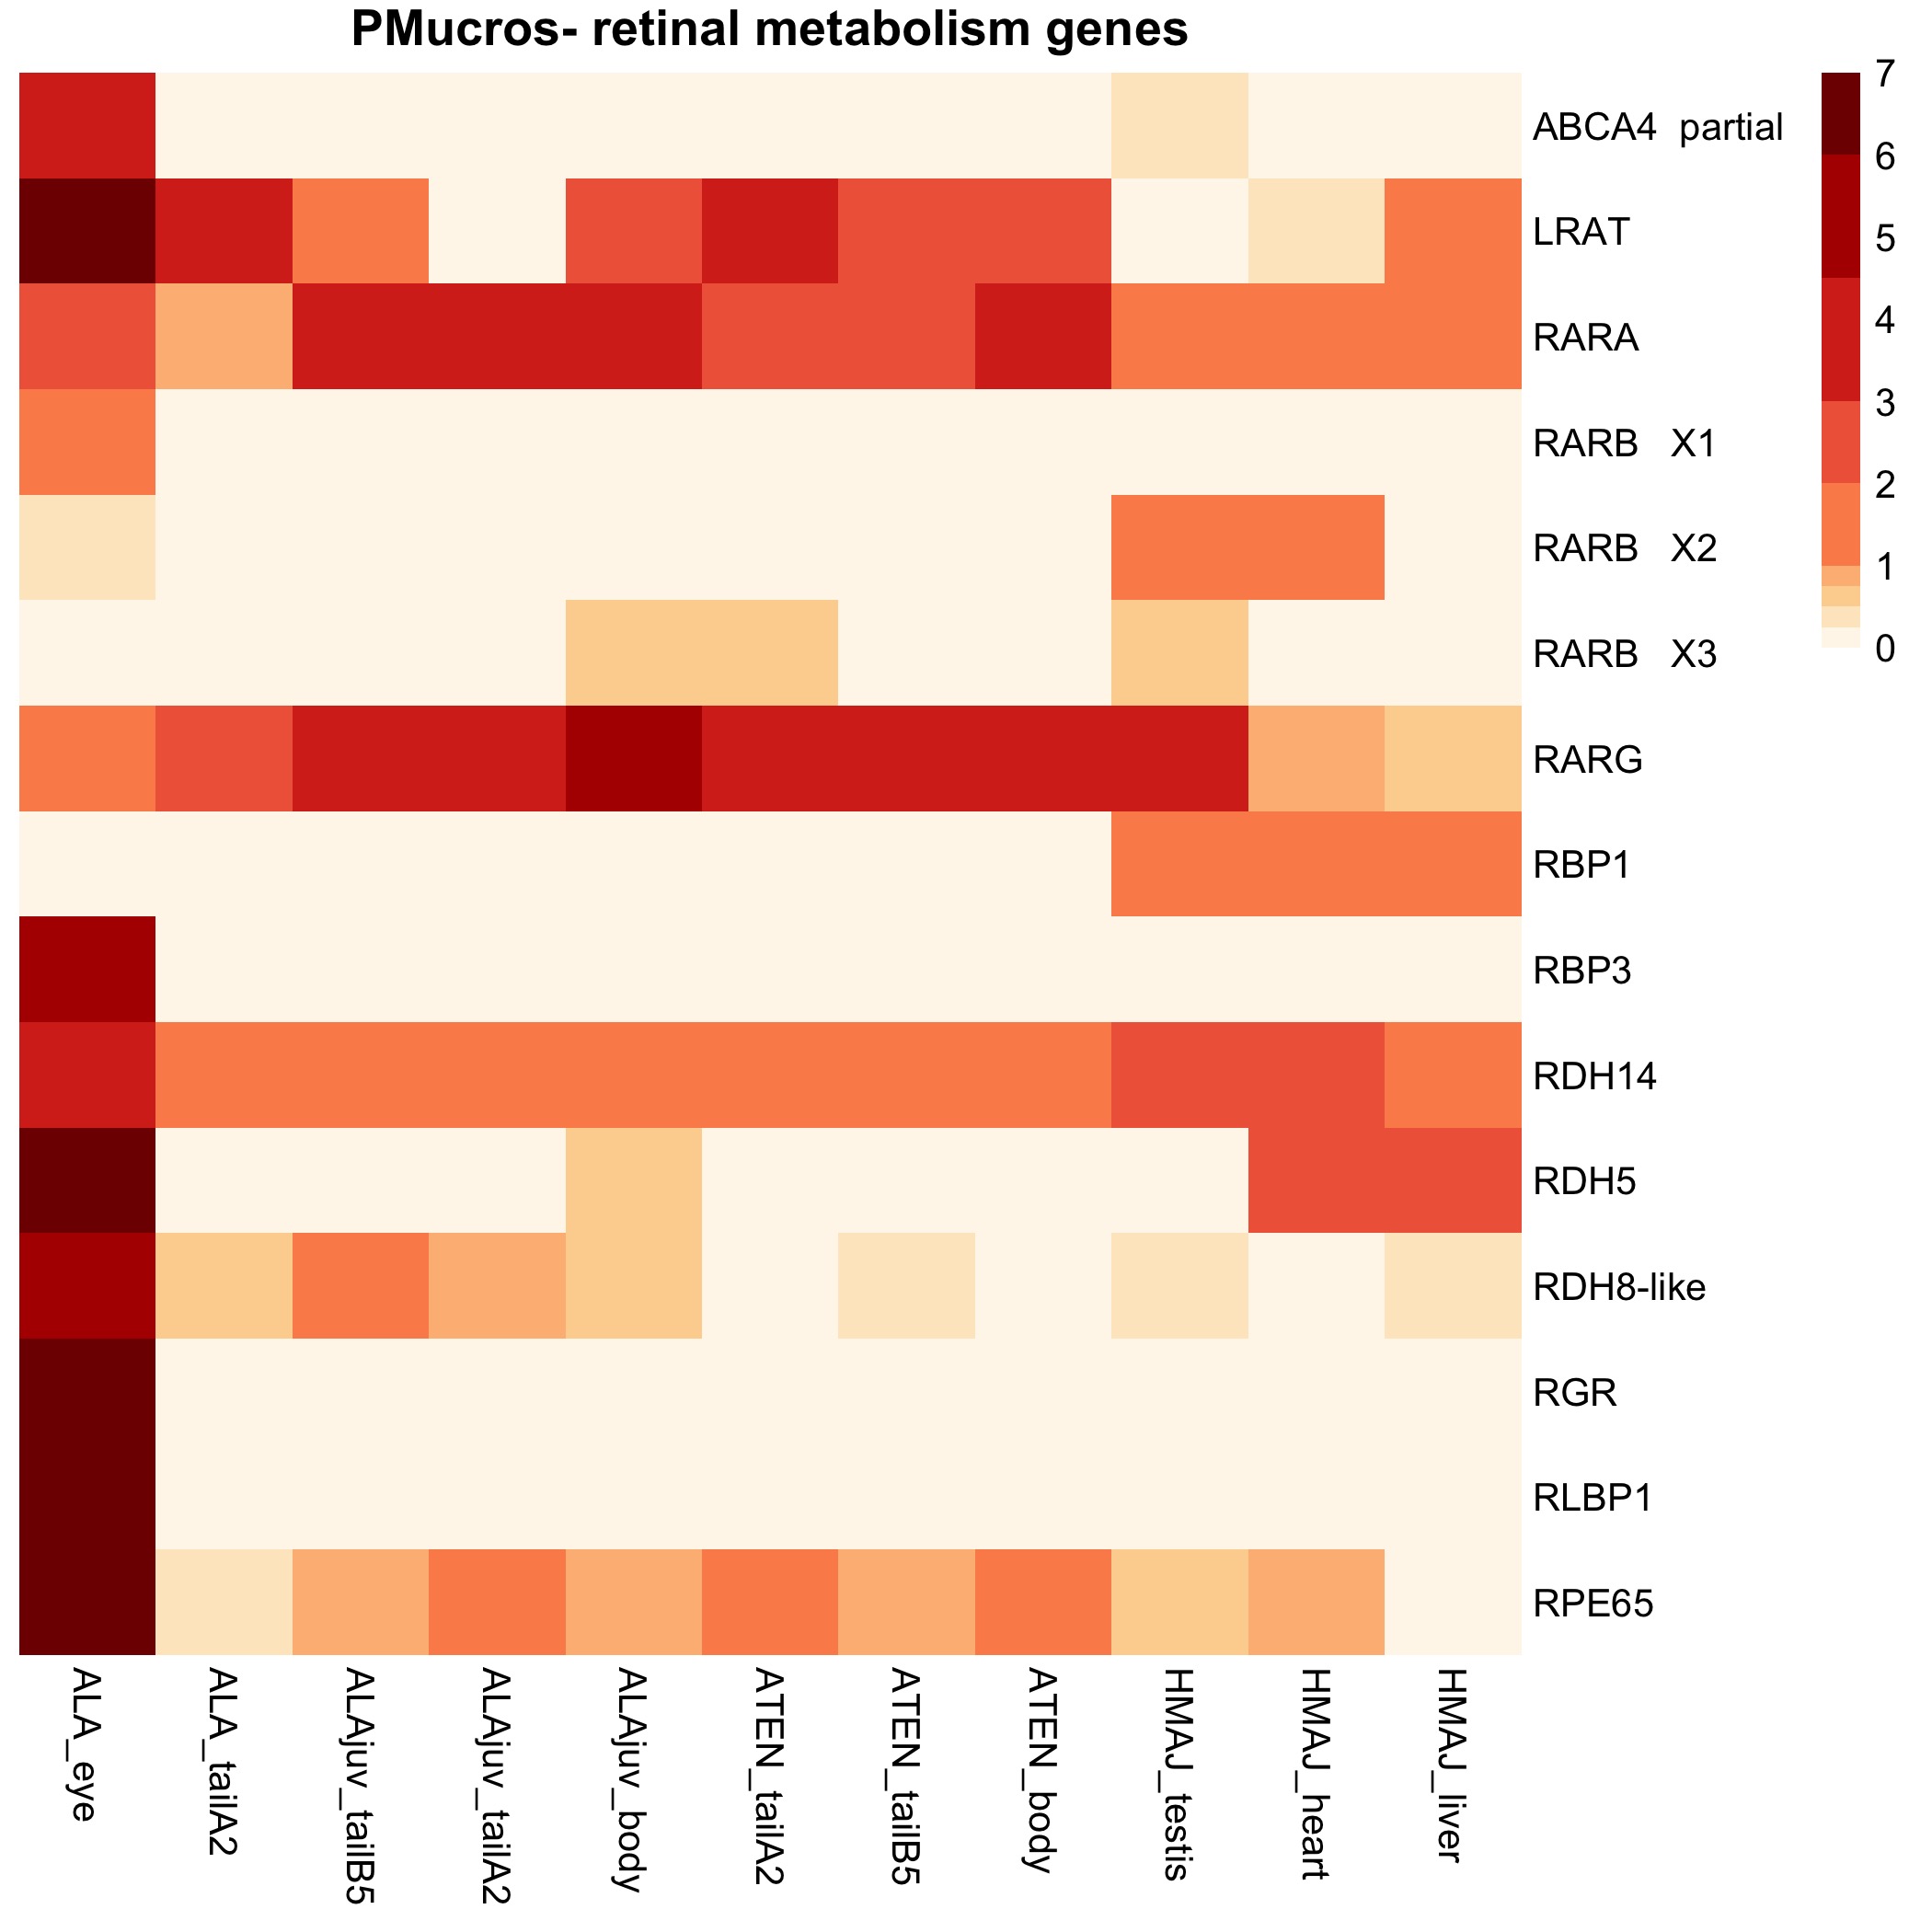 PMucros- retinal metabolism genes
7
6
5
4
3
2
1
0
ABCA4 partial
LRAT
RARA
RARB X1
RARB X2
RARB X3
RARG
RBP1
RBP3
RDH14
RDH5
RDH8-like
RGR
RLBP1
RPE65
ALA_eye
ALA_tailA2
ALAjuv_tailB5
ALAjuv_tailA2
ALAjuv_body
ATEN_tailA2
ATEN_tailB5
ATEN_body
HMAJ_testis
HMAJ_heart
HMAJ_liver